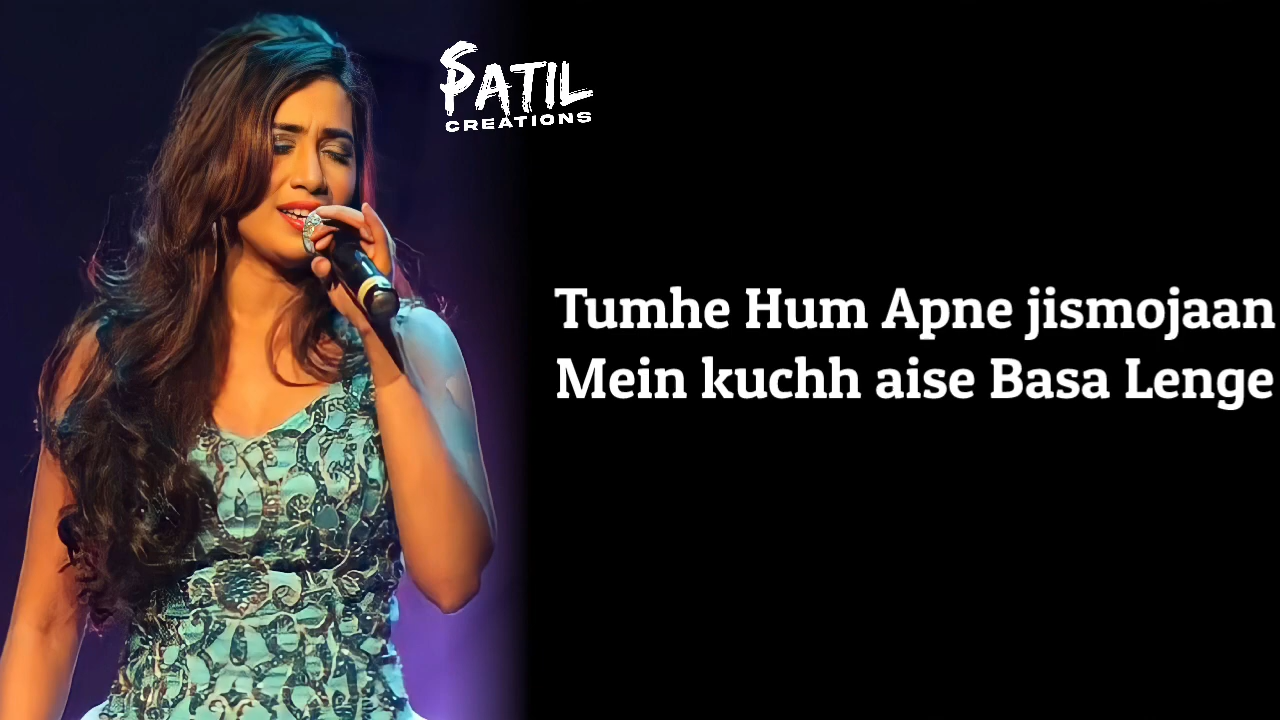 PATIL
CREATIONS
Tumhe Hum Apne jismojaan
Mein kuchh aise Basa Lenge